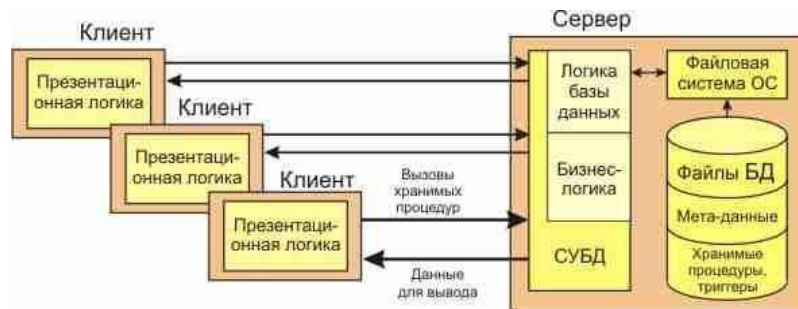 Клиент
Презентаци-
онная логика
Клиент
Презентаци-
онная логика
Клиент
Презентаци-
онная логика
Вызовы
хранимых
процедур
Данные
для вывода
Сервер
Логика
базы
данных
Бизнес-
логика
СУБД
Файловая
система ОС
Файлы БД
Мета-данные
Хранимые
процедуры,
триггеры